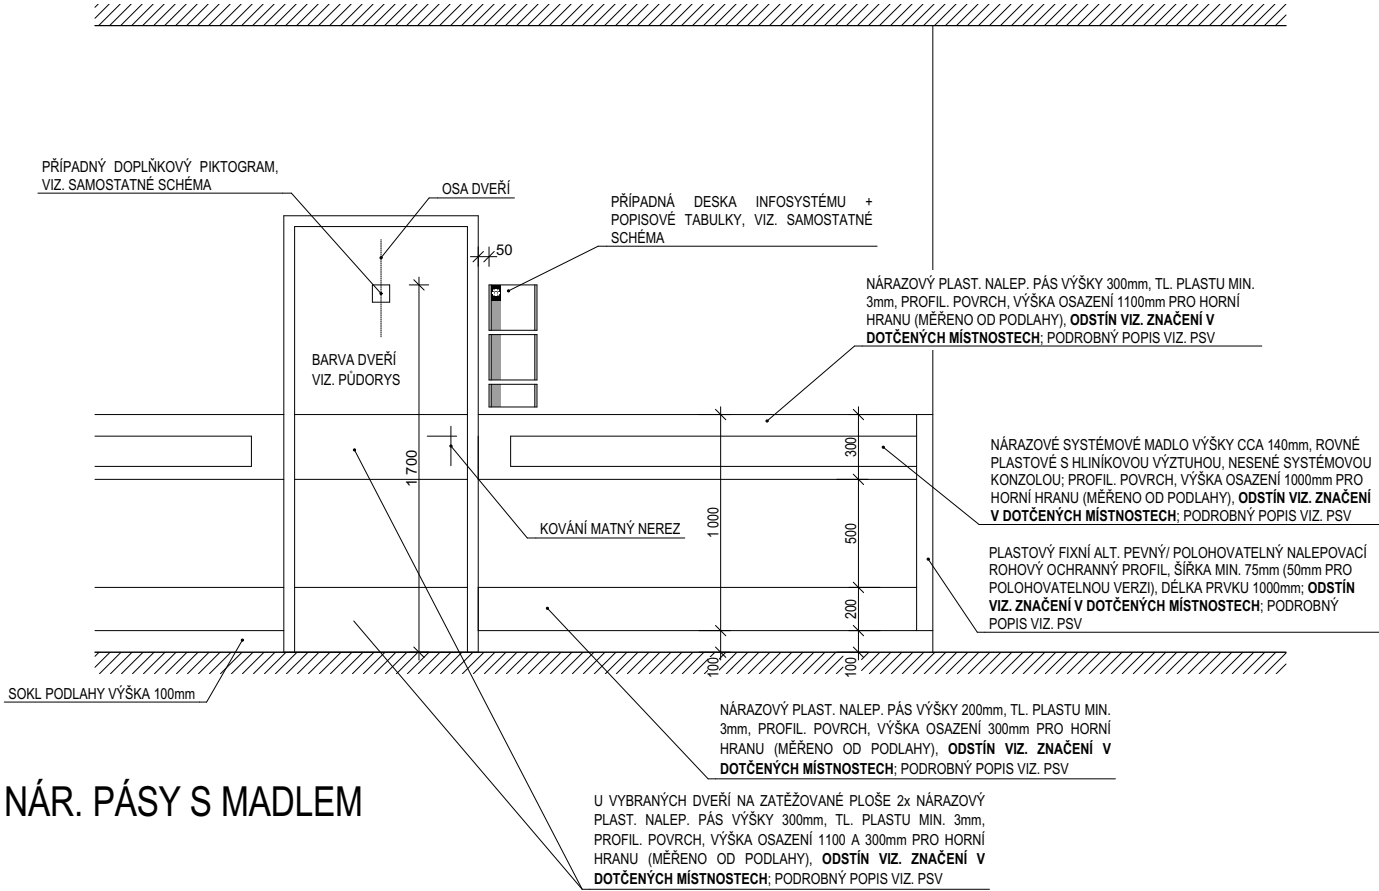 PŘÍPADNÝ DOPLŇKOVÝ PIKTOGRAM,
VIZ. SAMOSTATNÉ SCHÉMA
OSA DVEŘÍ
PŘÍPADNÁ DESKA INFOSYSTÉMU +
POPISOVÉ TABULKY, VIZ. SAMOSTATNÉ
SCHÉMA
50
NÁRAZOVÝ PLAST. NALEP. PÁS VÝŠKY 300mm, TL. PLASTU MIN.
3mm, PROFIL. POVRCH, VÝŠKA OSAZENÍ 1100mm PRO HORNÍ
HRANU (MĚŘENO OD PODLAHY), ODSTÍN VIZ. ZNAČENÍ V
DOTČENÝCH MÍSTNOSTECH; PODROBNÝ POPIS VIZ. PSV
BARVA DVEŘÍ
VIZ. PŮDORYS
1 700
300
NÁRAZOVÉ SYSTÉMOVÉ MADLO VÝŠKY CCA 140mm, ROVNÉ
PLASTOVÉ S HLINÍKOVOU VÝZTUHOU, NESENÉ SYSTÉMOVOU
KONZOLOU; PROFIL. POVRCH, VÝŠKA OSAZENÍ 1000mm PRO
HORNÍ HRANU (MĚŘENO OD PODLAHY), ODSTÍN VIZ. ZNAČENÍ
V DOTČENÝCH MÍSTNOSTECH; PODROBNÝ POPIS VIZ. PSV
KOVÁNÍ MATNÝ NEREZ
1 000
500
PLASTOVÝ FIXNÍ ALT. PEVNÝ/ POLOHOVATELNÝ NALEPOVACÍ
ROHOVÝ OCHRANNÝ PROFIL, ŠÍŘKA MIN. 75mm (50mm PRO
POLOHOVATELNOU VERZI), DÉLKA PRVKU 1000mm; ODSTÍN
VIZ. ZNAČENÍ V DOTČENÝCH MÍSTNOSTECH; PODROBNÝ
POPIS VIZ. PSV
200
100
100
SOKL PODLAHY VÝŠKA 100mm
NÁRAZOVÝ PLAST. NALEP. PÁS VÝŠKY 200mm, TL. PLASTU MIN.
3mm, PROFIL. POVRCH, VÝŠKA OSAZENÍ 300mm PRO HORNÍ
HRANU (MĚŘENO OD PODLAHY), ODSTÍN VIZ. ZNAČENÍ V
DOTČENÝCH MÍSTNOSTECH; PODROBNÝ POPIS VIZ. PSV
NÁR. PÁSY S MADLEM
U VYBRANÝCH DVEŘÍ NA ZATĚŽOVANÉ PLOŠE 2x NÁRAZOVÝ
PLAST. NALEP. PÁS VÝŠKY 300mm, TL. PLASTU MIN. 3mm,
PROFIL. POVRCH, VÝŠKA OSAZENÍ 1100 A 300mm PRO HORNÍ
HRANU (MĚŘENO OD PODLAHY), ODSTÍN VIZ. ZNAČENÍ V
DOTČENÝCH MÍSTNOSTECH; PODROBNÝ POPIS VIZ. PSV